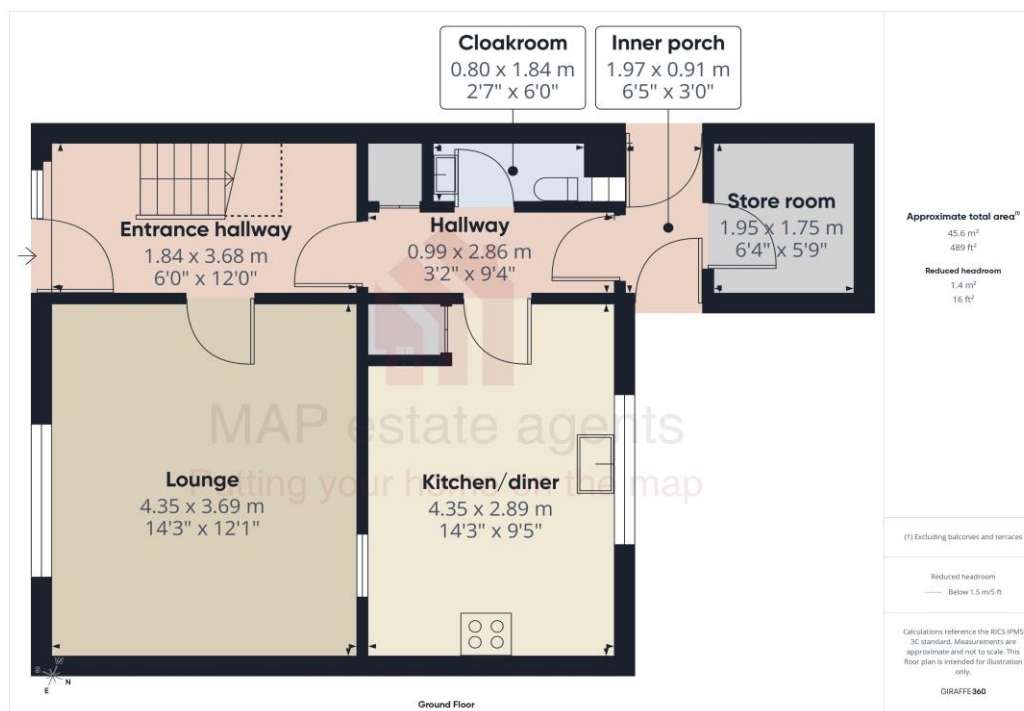 Cloakroom
0.80 x 1.84 m
2'7" x 6'0"
Inner porch
1.97 x 0.91 m
6'5" x 3'0"
Entrance hallway
1.84 x 3.68 m
6'0" x 12'0"
Hallway
0.99 x 2.86 m
3'2" x 9'4"
Store room
1.95 x 1.75 m
6'4" x 5'9"
MAP estate agents
Putting your home on the map
Lounge
4.35 x 3.69 m
14'3" x 12'1"
Kitchen/diner
4.35 x 2.89 m
14'3" x 9'5"
W
S
E
N
Ground Floor
Approximate total area(1)
45.6 m²
489 ft²
Reduced headroom
1.4 m²
16 ft²
(1) Excluding balconies and terraces
Reduced headroom
Below 1.5 m/5 ft
Calculations reference the RICS IPMS
3C standard. Measurements are
approximate and not to scale. This
floor plan is intended for illustration
only.
GIRAFFE360